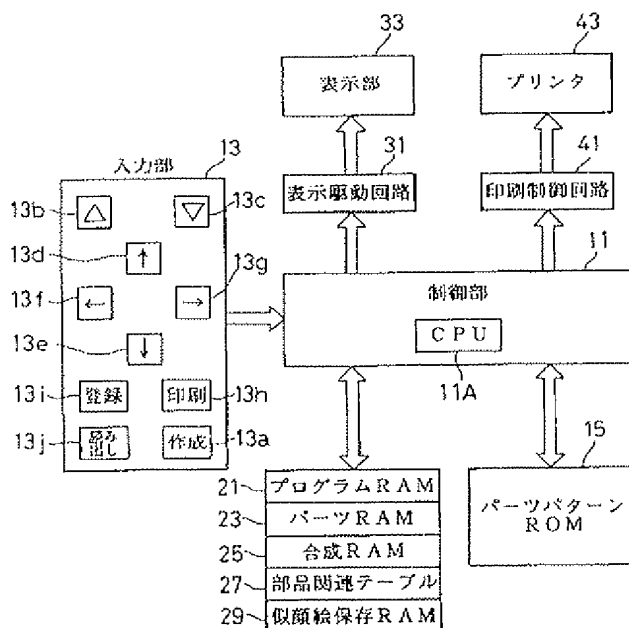 33
43
表示部
プリンタ
31
41
表示駆動回路
印刷制御回路
入力部
13
13b
△
▽
13c
13d
↑
13f
←
→
13g
13e
↓
13i
登録
印刷
13h
13j
読み出し
作成
13a
11
制御部
CPU
11A
15
パーツパターン
ROM
21
プログラムRAM
23
パーツRAM
25
合成RAM
27
部品関連テーブル
29
似顔絵保存RAM